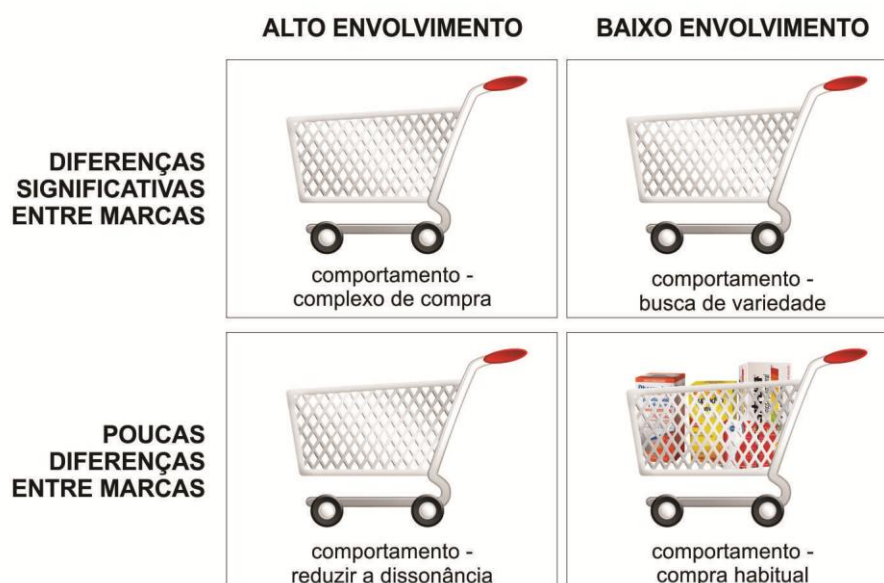 ALTO ENVOLVIMENTO
BAIXO ENVOLVIMENTO
DIFERENÇAS
SIGNIFICATIVAS
ENTRE MARCAS
comportamento -
complexo de compra
comportamento -
busca de variedade
POUCAS
DIFERENÇAS
ENTRE MARCAS
comportamento -
reduzir a dissonância
comportamento -
compra habitual